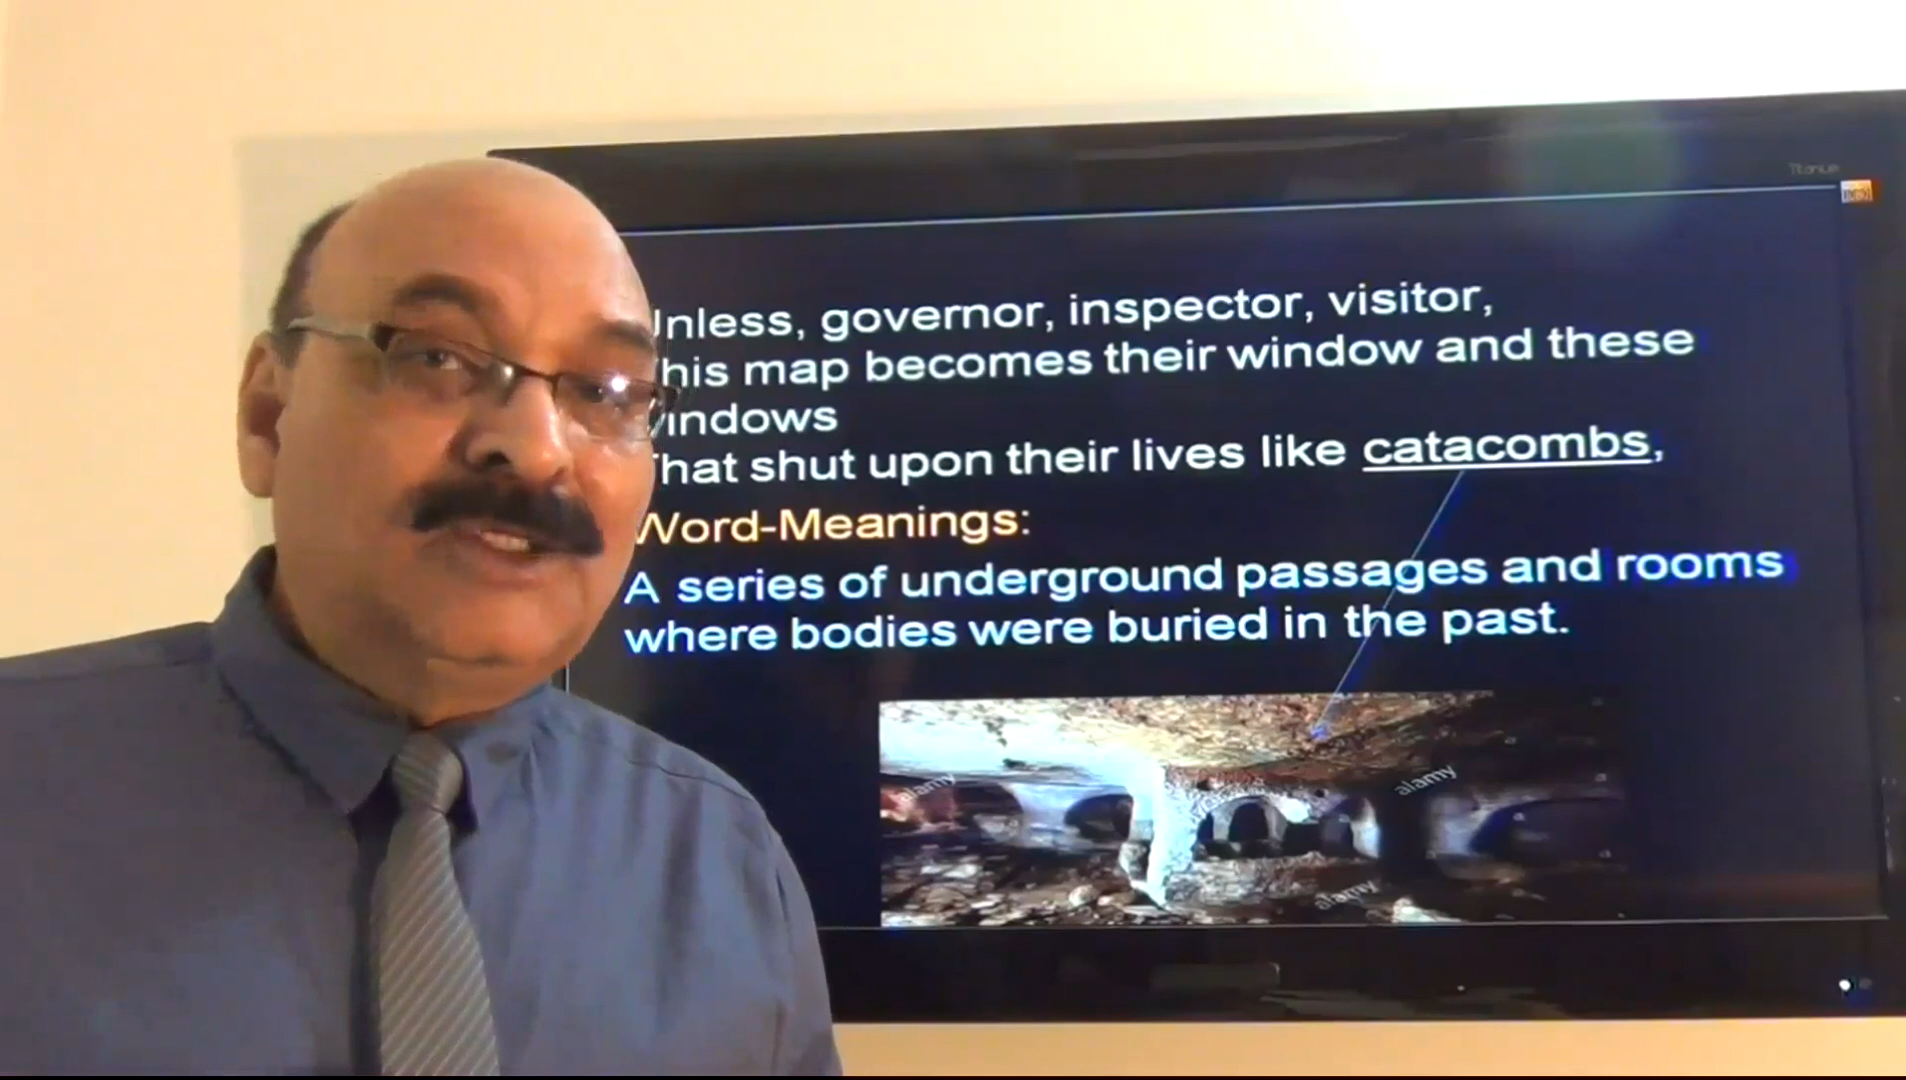 Unless, governor, inspector, visitor,
This map becomes their window and these
windows
That shut upon their lives like catacombs,
Word-Meanings:
A series of underground passages and rooms
where bodies were buried in the past.
alamy
alamy
alamy